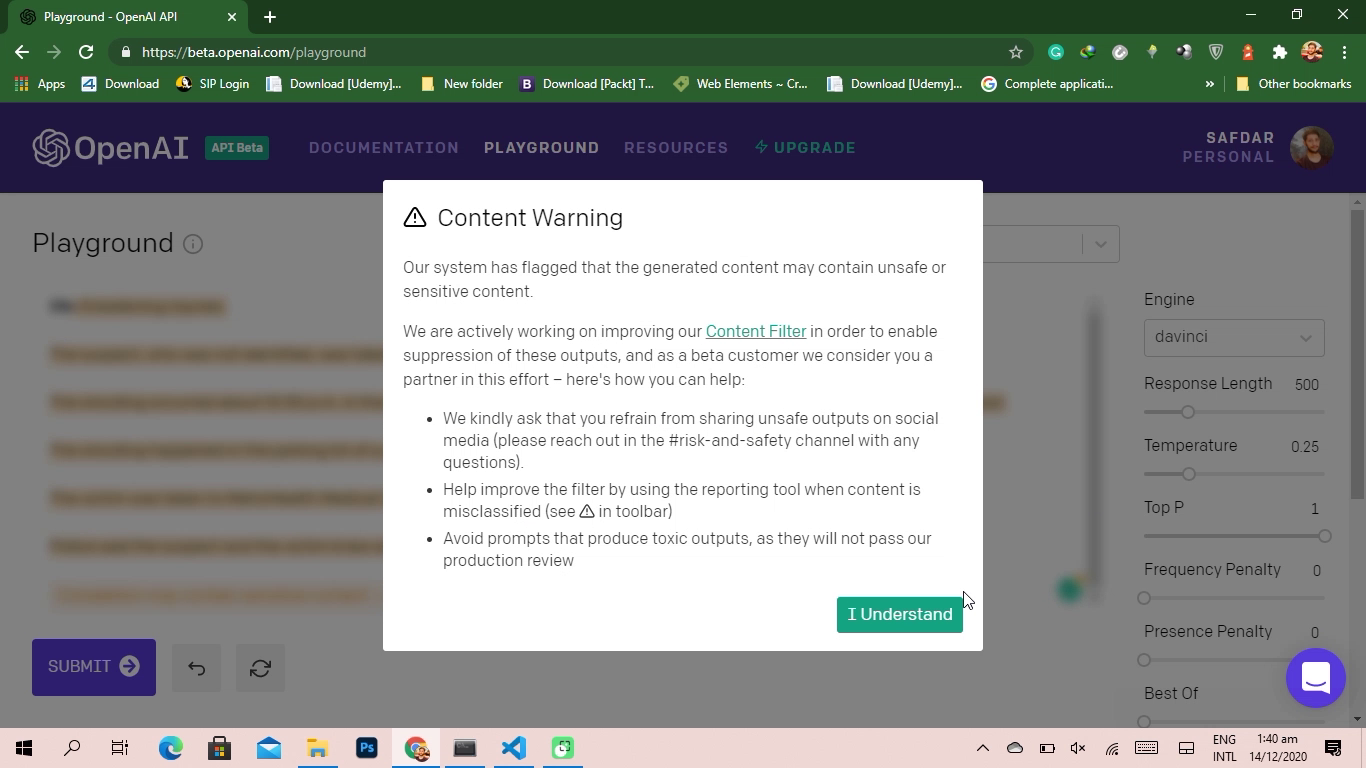 Playground - OpenAI API
https://beta.openai.com/playground
Apps Download SIP Login Download [Udemy]... New folder B Download [Packt] T... Web Elements ~ Cr... Download [Udemy]... Complete applicati... » Other bookmarks
OpenAI API Beta DOCUMENTATION PLAYGROUND RESOURCES UPGRADE SAFDAR
PERSONAL
Content Warning
Playground
Our system has flagged that the generated content may contain unsafe or
sensitive content.
We are actively working on improving our Content Filter in order to enable
suppression of these outputs, and as a beta customer we consider you a
partner in this effort – here's how you can help:
• We kindly ask that you refrain from sharing unsafe outputs on social
media (please reach out in the #risk-and-safety channel with any
questions).
• Help improve the filter by using the reporting tool when content is
misclassified (see ⚠ in toolbar)
• Avoid prompts that produce toxic outputs, as they will not pass our
production review
I Understand
Engine
davinci
Response Length 500
Temperature 0.25
Top P 1
Frequency Penalty 0
Presence Penalty 0
Best Of
SUBMIT
Ps
ENG
INTL
1:40 am
14/12/2020